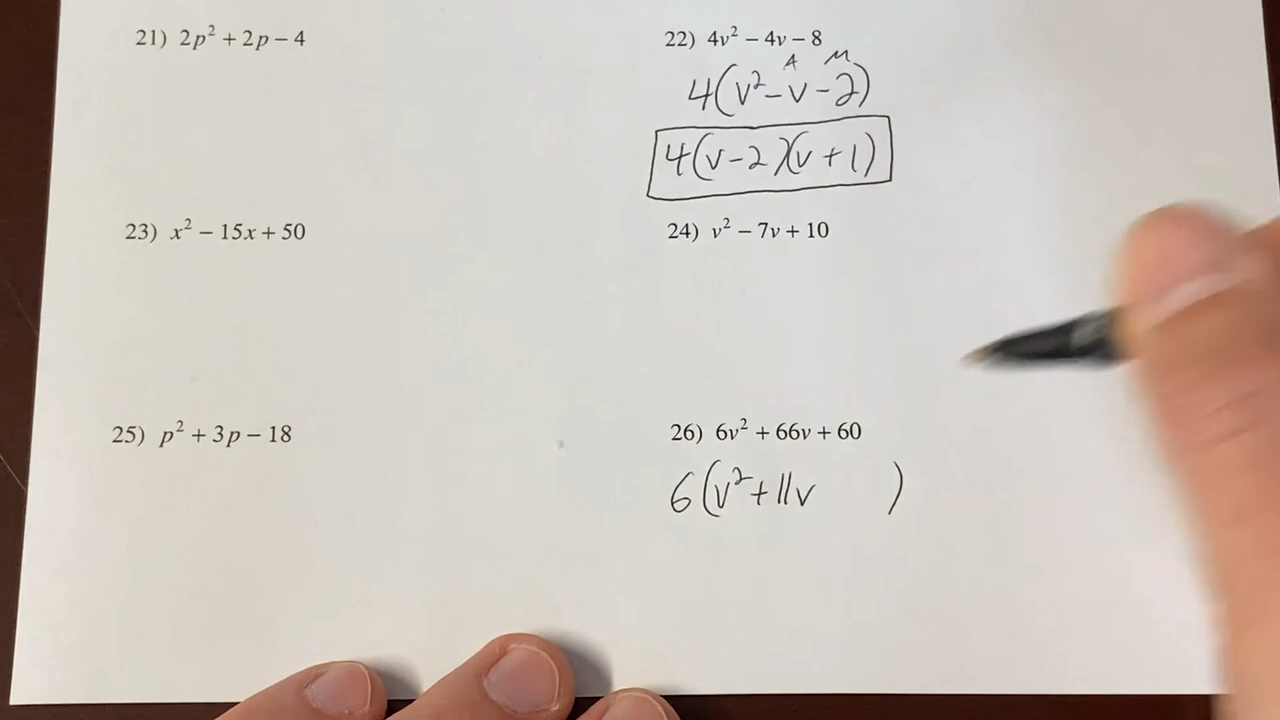 21) 2p² + 2p − 4
22) 4v² − 4v − 8
A M
4(v² − v − 2)
4(v − 2)(v + 1)
23) x² − 15x + 50
24) v² − 7v + 10
25) p² + 3p − 18
26) 6v² + 66v + 60
6(v² + 11v )